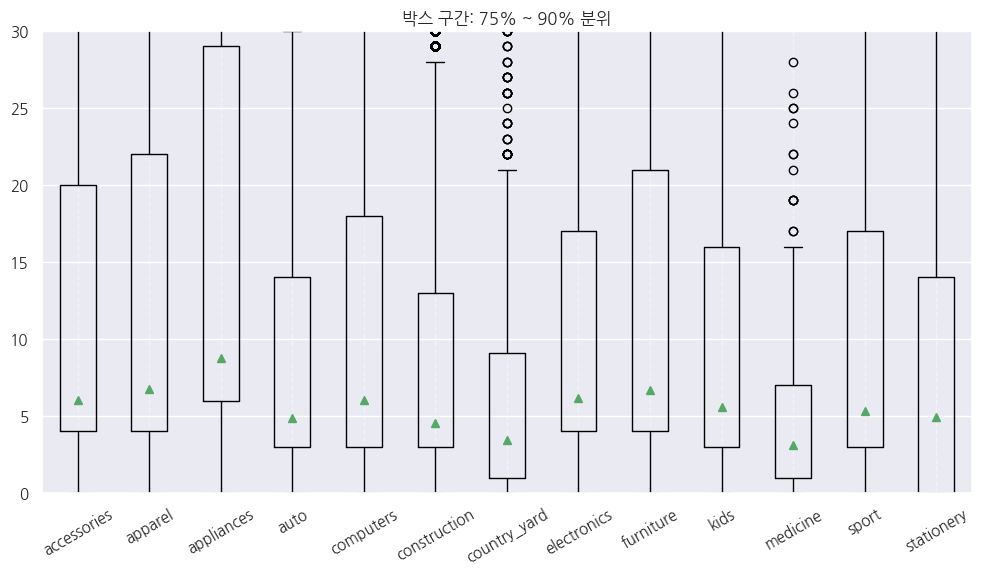 박스 구간: 75% ~ 90% 분위
30
25
20
15
10
5
0
accessories
apparel
appliances
auto
computers
construction
country_yard
electronics
furniture
kids
medicine
sport
stationery